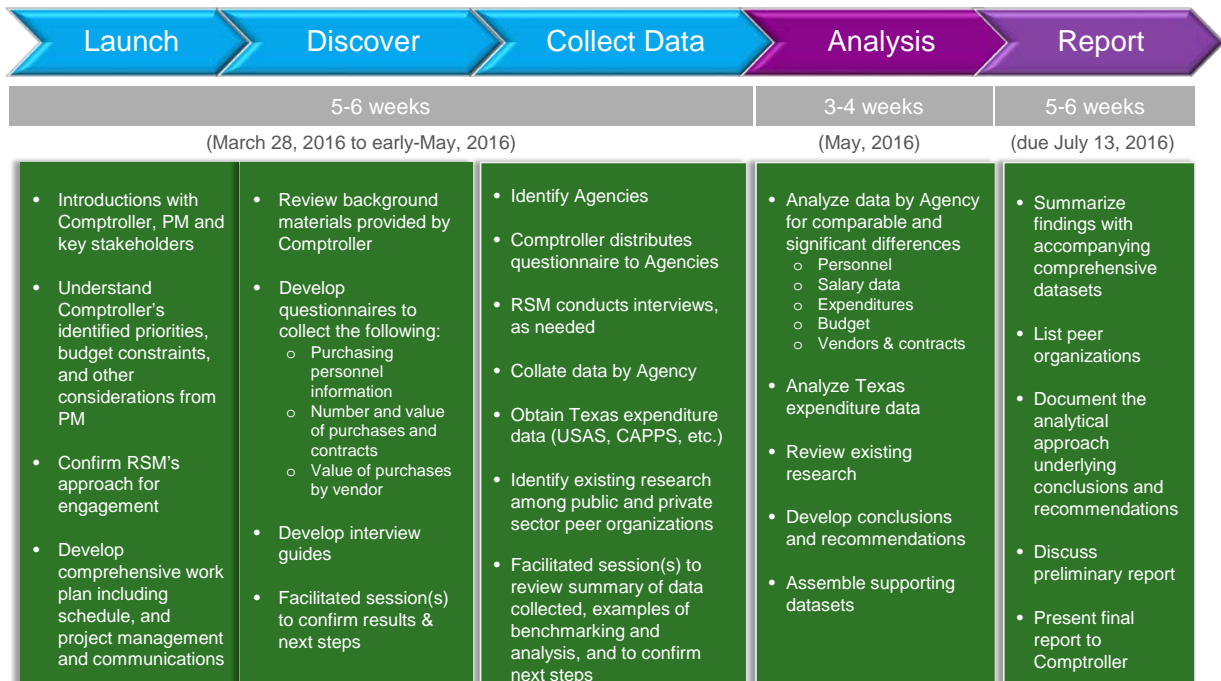 Launch
Discover
Collect Data
Analysis
Report
5-6 weeks
3-4 weeks
5-6 weeks
(March 28, 2016 to early-May, 2016)
(May, 2016)
(due July 13, 2016)
• Introductions with
Comptroller, PM and
key stakeholders
• Understand
Comptroller's
identified priorities,
budget constraints,
and other
considerations from
PM
• Confirm RSM's
approach for
engagement
• Develop
comprehensive work
plan including
schedule, and
project management
and communications
• Review background
materials provided by
Comptroller
• Develop
questionnaires to
collect the following:
o Purchasing
personnel
information
o Number and value
of purchases and
contracts
o Value of purchases
by vendor
• Develop interview
guides
• Facilitated session(s)
to confirm results &
next steps
• Identify Agencies
• Comptroller distributes
questionnaire to Agencies
• RSM conducts interviews,
as needed
• Collate data by Agency
• Obtain Texas expenditure
data (USAS, CAPPS, etc.)
• Identify existing research
among public and private
sector peer organizations
• Facilitated session(s) to
review summary of data
collected, examples of
benchmarking and
analysis, and to confirm
next steps
• Analyze data by Agency
for comparable and
significant differences
o Personnel
o Salary data
o Expenditures
o Budget
o Vendors & contracts
• Analyze Texas
expenditure data
• Review existing
research
• Develop conclusions
and recommendations
• Assemble supporting
datasets
• Summarize
findings with
accompanying
comprehensive
datasets
• List peer
organizations
• Document the
analytical
approach
underlying
conclusions and
recommendations
• Discuss
preliminary report
• Present final
report to
Comptroller